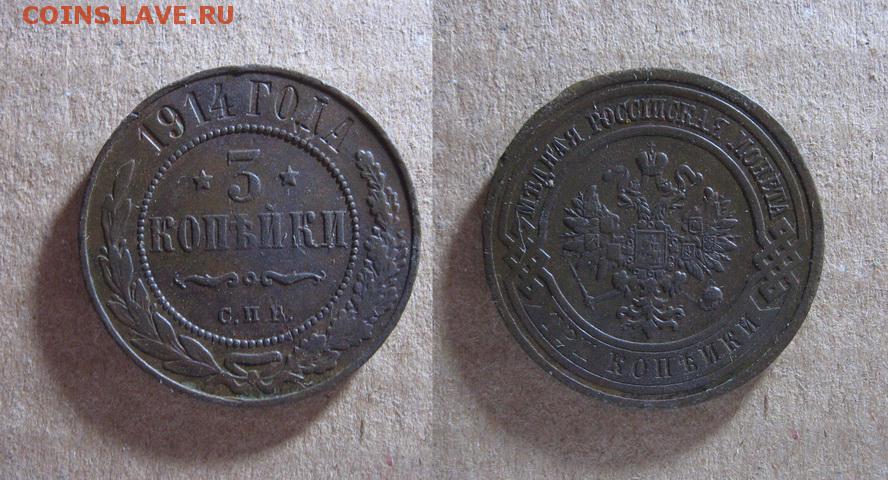 COINS.LAVE.RU
1914 ГОДА
3
КОПѢЙКИ
С.П.Б.
МѢДНАЯ РОССІЙСКАЯ МОНЕТА
КОПѢЙКИ